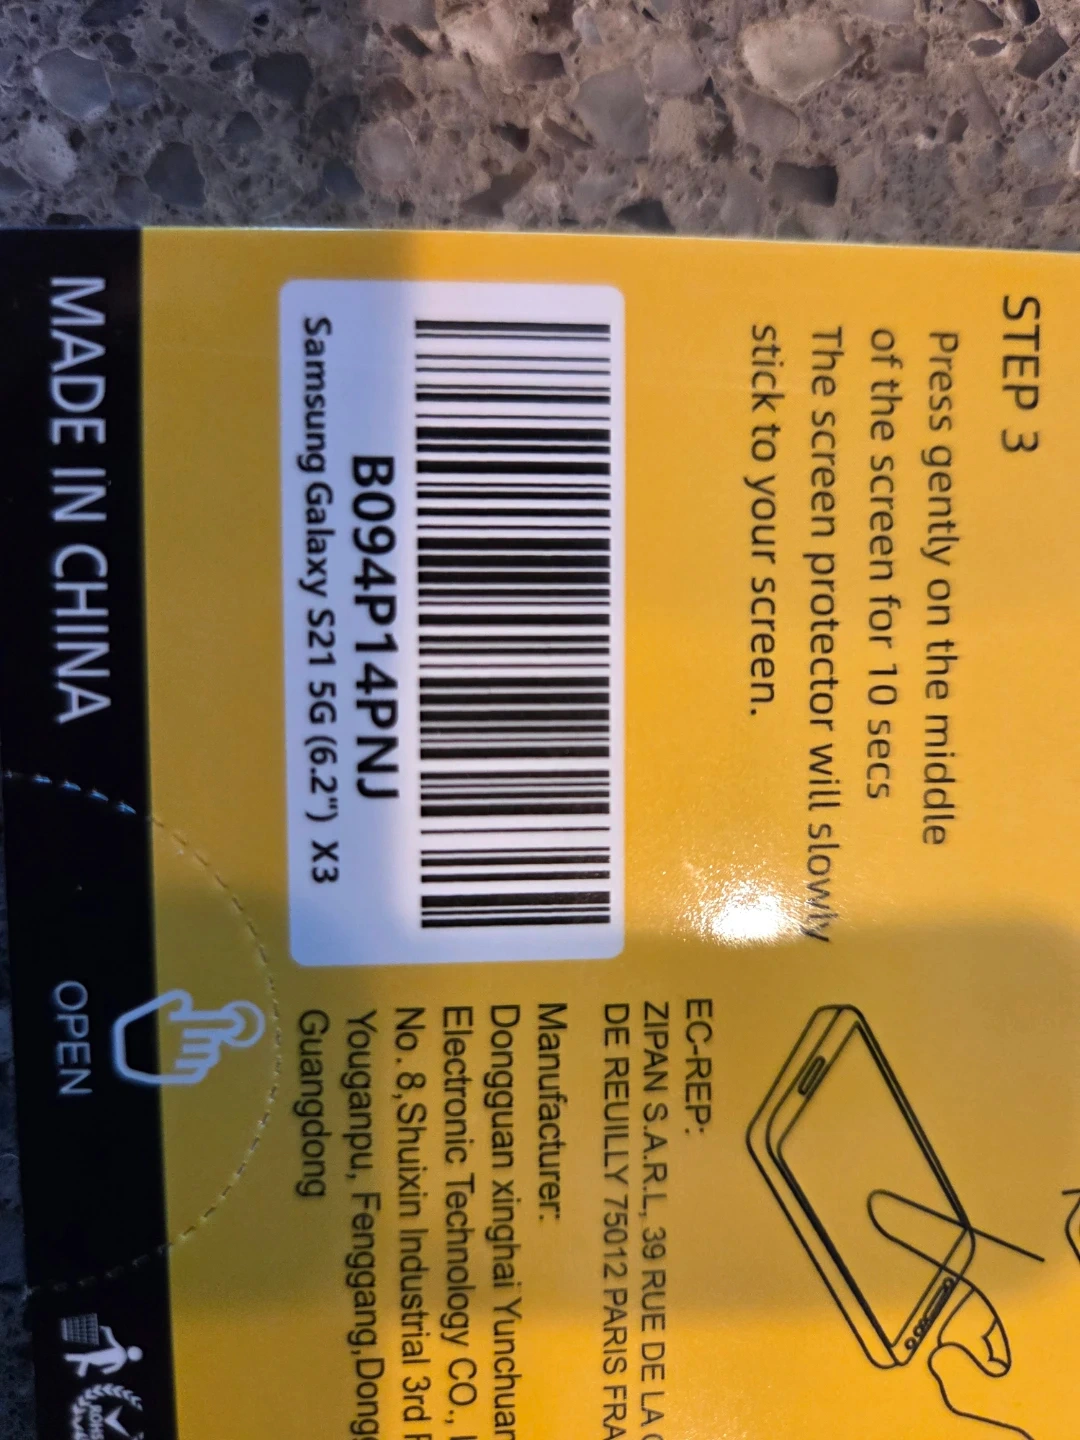 STEP 3
Press gently on the middle
of the screen for 10 secs
The screen protector will slowly
stick to your screen.
B094P14PNJ
Samsung Galaxy S21 5G (6.2") X3
EC-REP:
ZIPAN S.A.R.L, 39 RUE DE LA
DE REUILLY 75012 PARIS FRA
Manufacturer:
Dongguan xinghai Yunchuan
Electronic Technology CO.,
No. 8,Shuixin Industrial 3rd
Youganpu, Fenggang,Dong
Guangdong
MADE IN CHINA
OPEN